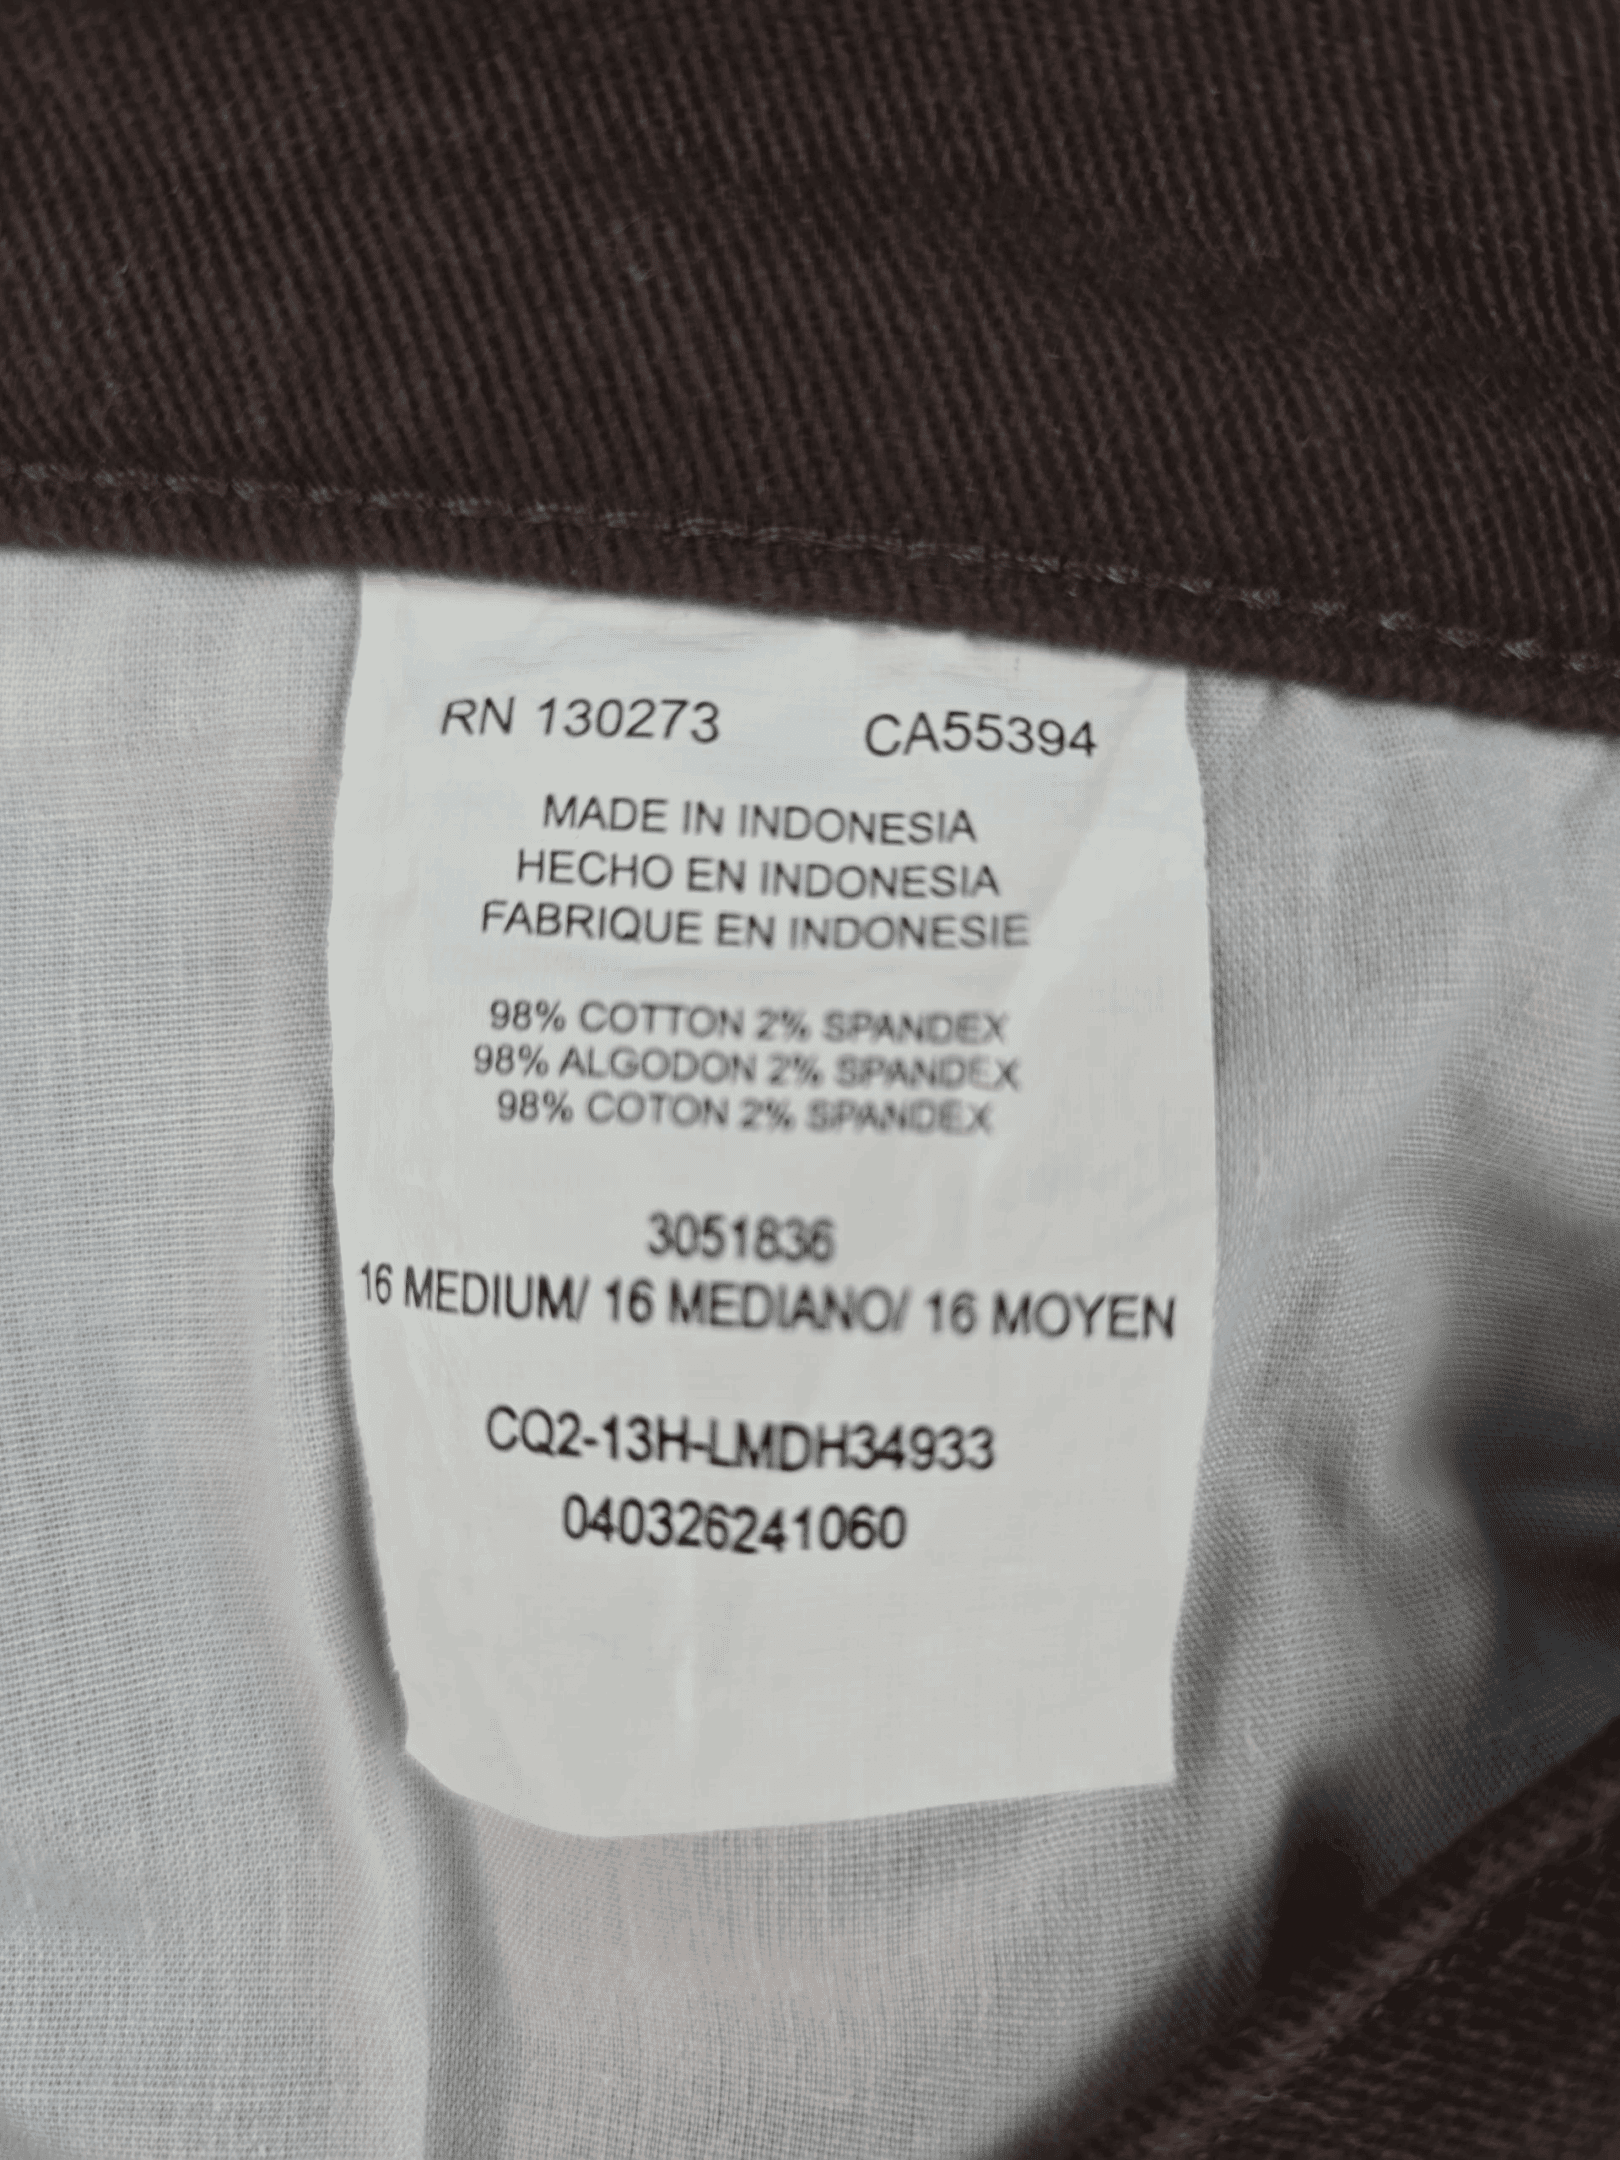 RN 130273 CA55394
MADE IN INDONESIA
HECHO EN INDONESIA
FABRIQUE EN INDONESIE
98% COTTON 2% SPANDEX
98% ALGODON 2% SPANDEX
98% COTON 2% SPANDEX
3051836
16 MEDIUM/ 16 MEDIANO/ 16 MOYEN
CQ2-13H-LMDH34933
040326241060